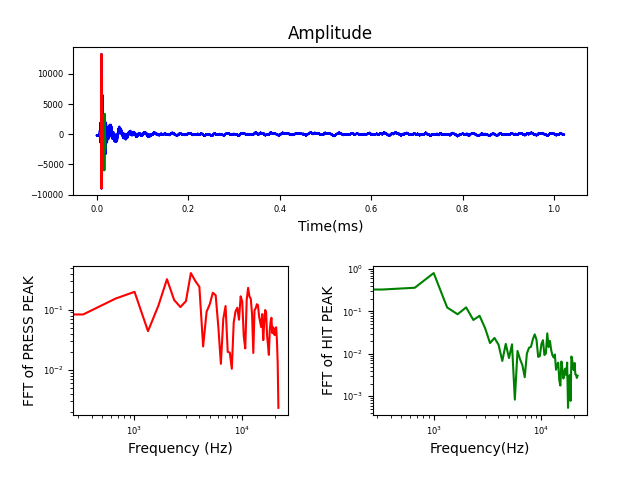 Amplitude
10000
5000
0
−5000
−10000
0.0 0.2 0.4 0.6 0.8 1.0
Time(ms)
FFT of PRESS PEAK
10⁻¹
10⁻²
10³ 10⁴
Frequency (Hz)
FFT of HIT PEAK
10⁰
10⁻¹
10⁻²
10⁻³
10³ 10⁴
Frequency(Hz)